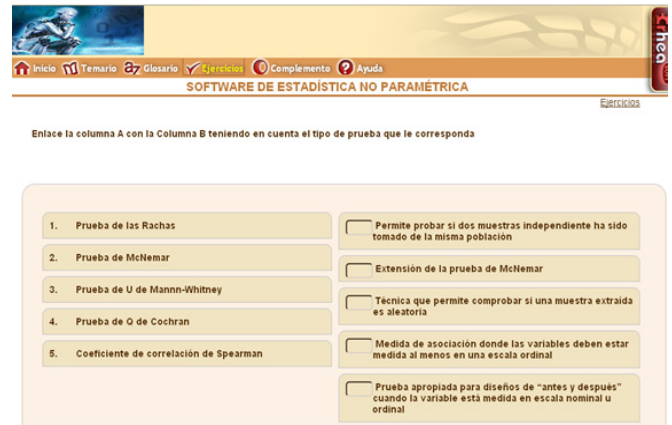 Crhea
Inicio Temario Glosario Ejercicios Complemento Ayuda
SOFTWARE DE ESTADÍSTICA NO PARAMÉTRICA
Ejercicios
Enlace la columna A con la Columna B teniendo en cuenta el tipo de prueba que le corresponda
1. Prueba de las Rachas
2. Prueba de McNemar
3. Prueba de U de Mannn-Whitney
4. Prueba de Q de Cochran
5. Coeficiente de correlación de Spearman
Permite probar si dos muestras independiente ha sido
tomado de la misma población
Extensión de la prueba de McNemar
Técnica que permite comprobar si una muestra extraída
es aleatoria
Medida de asociación donde las variables deben estar
medida al menos en una escala ordinal
Prueba apropiada para diseños de "antes y después"
cuando la variable está medida en escala nominal u
ordinal